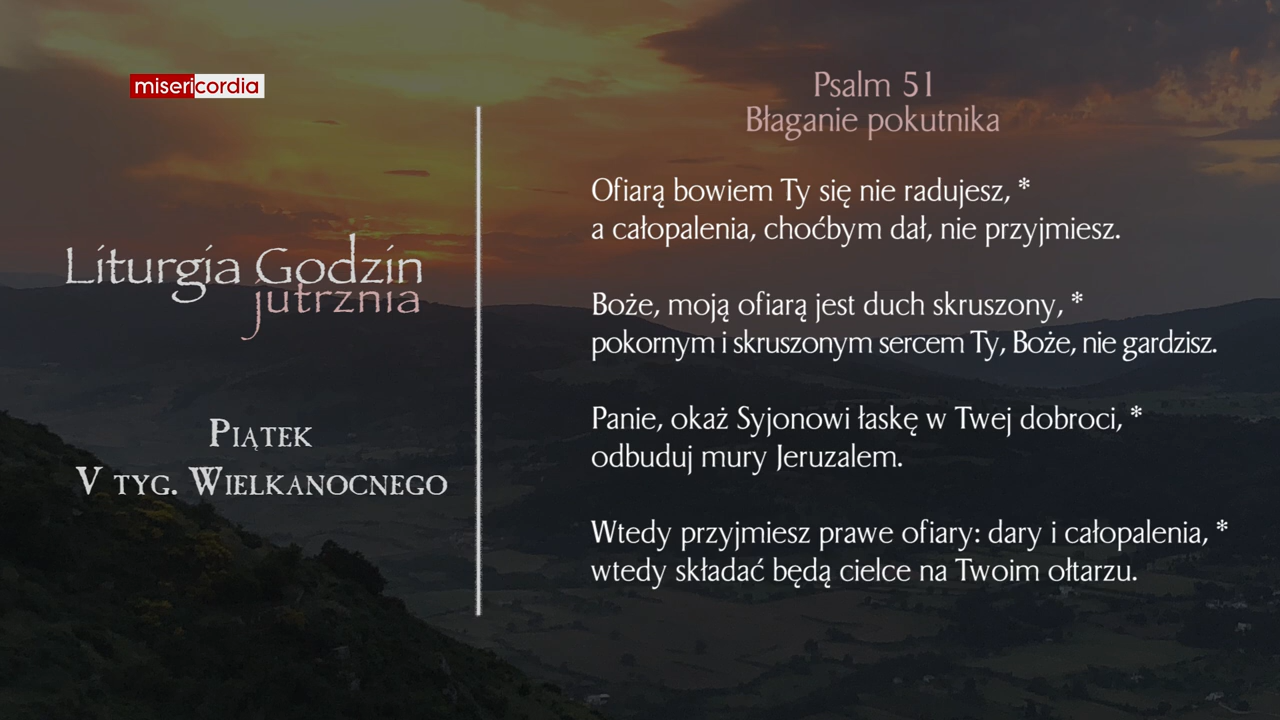 misericordia
Liturgia Godzin
jutrznia
Piątek
V tyg. Wielkanocnego
Psalm 51
Błaganie pokutnika
Ofiarą bowiem Ty się nie radujesz, *
a całopalenia, choćbym dał, nie przyjmiesz.
Boże, moją ofiarą jest duch skruszony, *
pokornym i skruszonym sercem Ty, Boże, nie gardzisz.
Panie, okaż Syjonowi łaskę w Twej dobroci, *
odbuduj mury Jeruzalem.
Wtedy przyjmiesz prawe ofiary: dary i całopalenia, *
wtedy składać będą cielce na Twoim ołtarzu.